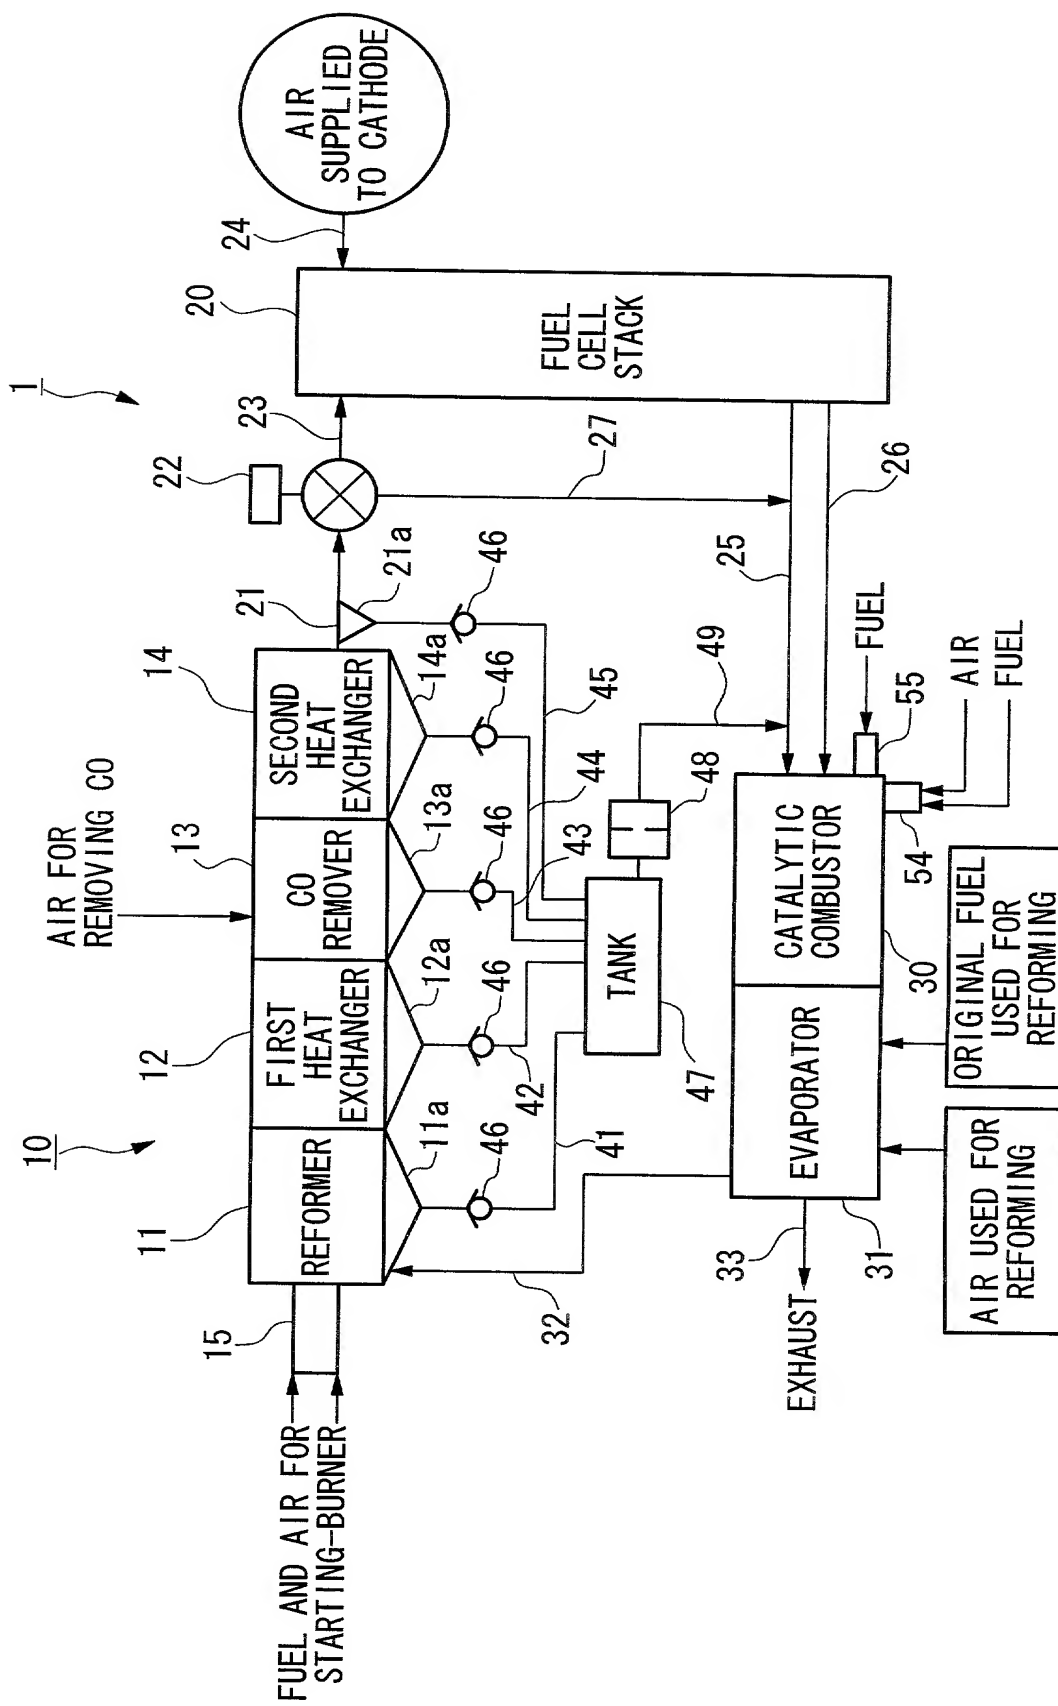 1
10
AIR FOR
REMOVING CO
11
12
13
14
15
FUEL AND AIR FOR
STARTING-BURNER
REFORMER
FIRST
HEAT
EXCHANGER
CO
REMOVER
SECOND
HEAT
EXCHANGER
11a
12a
13a
14a
21
21a
22
23
20
24
AIR
SUPPLIED
TO CATHODE
FUEL
CELL
STACK
46
46
46
46
46
32
41
42
43
44
45
27
TANK
47
48
49
25
26
EXHAUST
33
31
EVAPORATOR
CATALYTIC
COMBUSTOR
30
54
55
FUEL
AIR
FUEL
AIR USED FOR
REFORMING
ORIGINAL FUEL
USED FOR
REFORMING